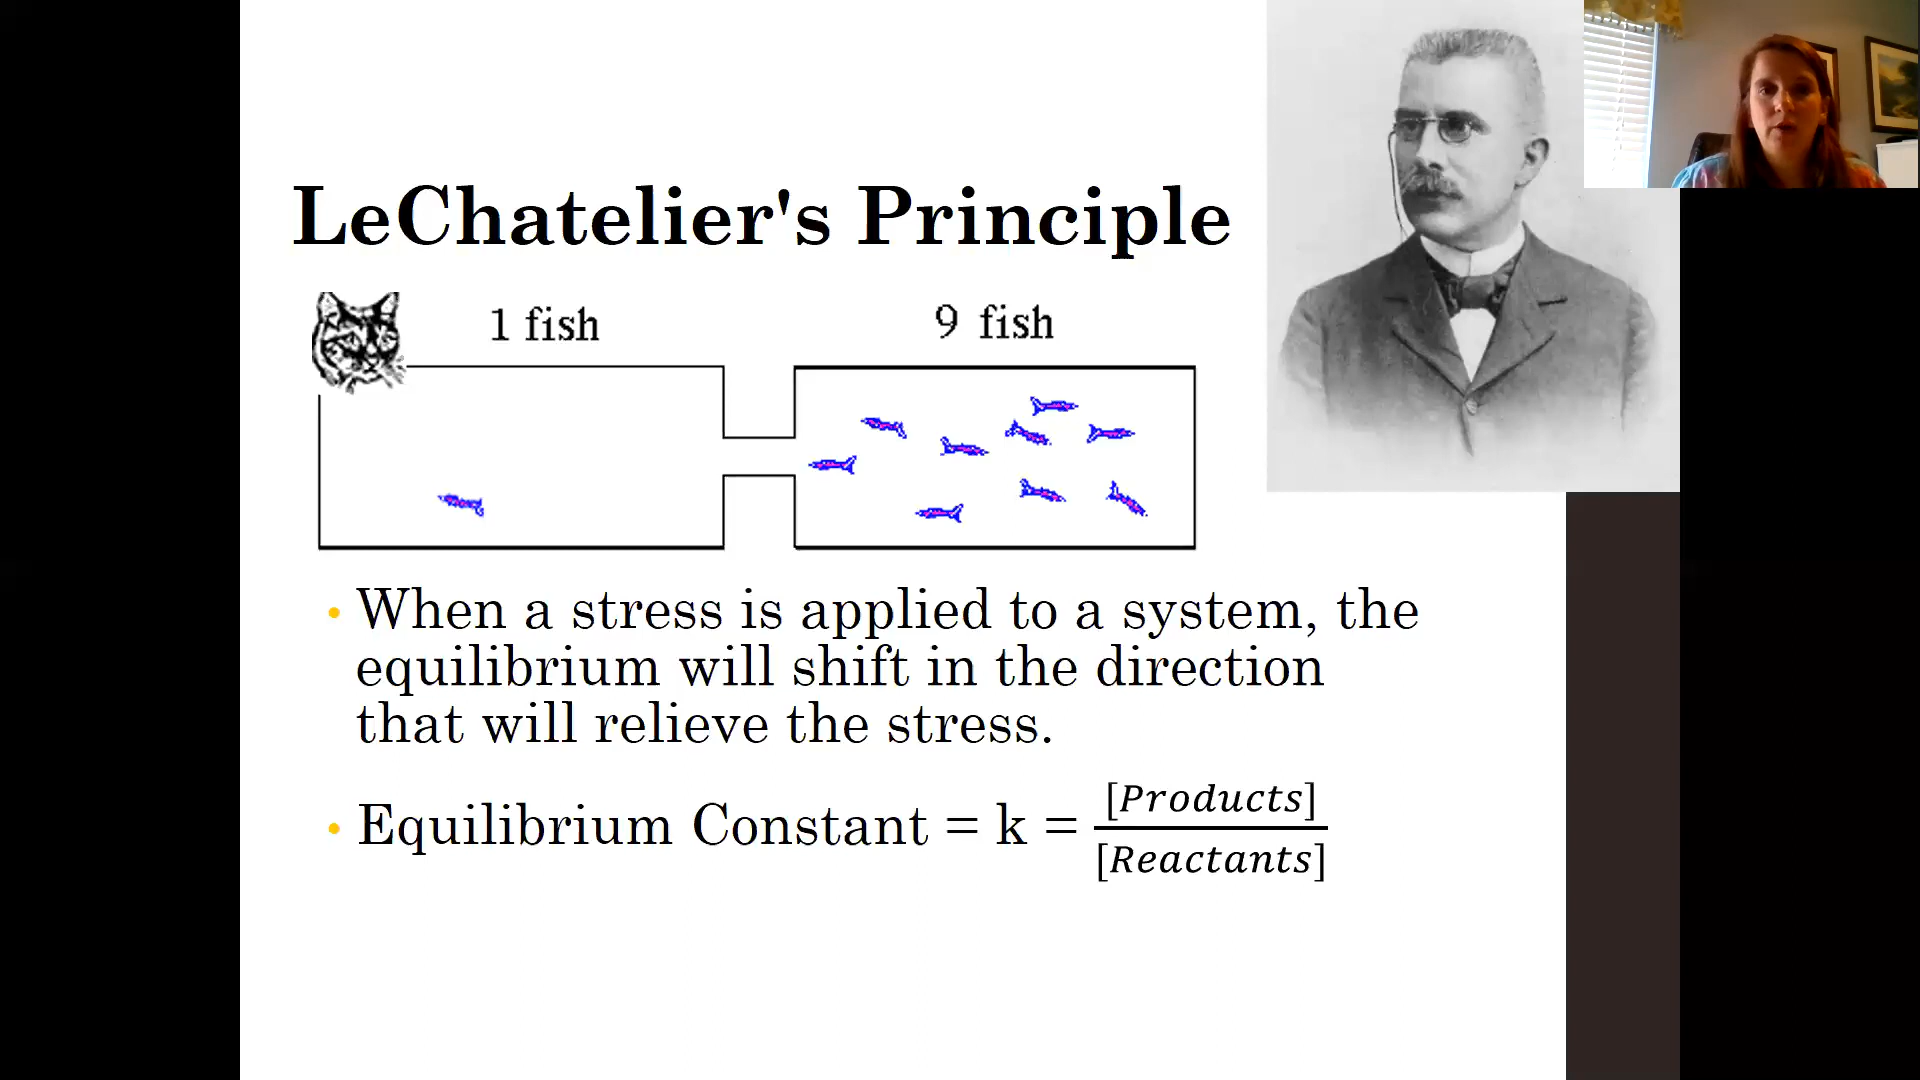 LeChatelier's Principle
1 fish
9 fish
• When a stress is applied to a system, the
equilibrium will shift in the direction
that will relieve the stress.
• Equilibrium Constant = k = [Products]
[Reactants]